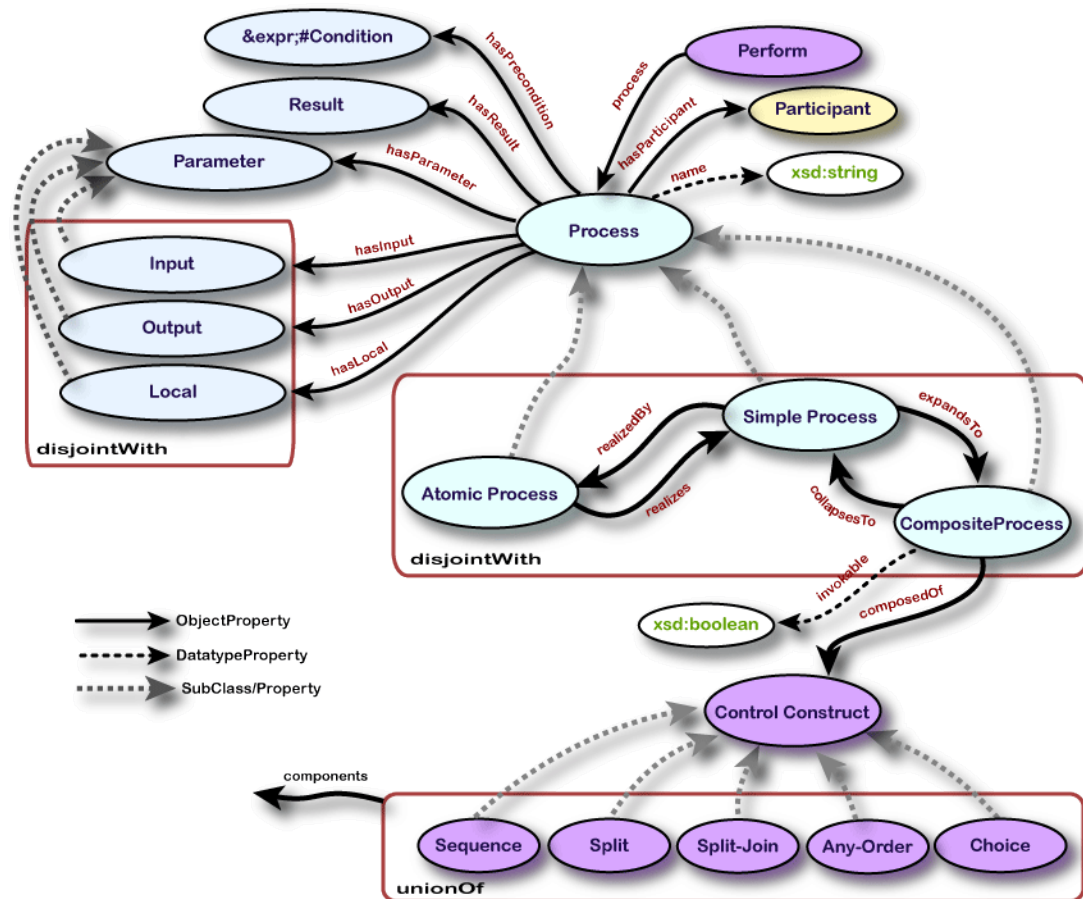 &expr;#Condition
Perform
hasPrecondition
process
Result
hasResult
hasParticipant
Participant
Parameter
hasParameter
name
xsd:string
Process
Input
hasInput
Output
hasOutput
Local
hasLocal
disjointWith
Simple Process
expandsTo
realizedBy
Atomic Process
realizes
collapsesTo
CompositeProcess
disjointWith
invokable
composedOf
xsd:boolean
ObjectProperty
DatatypeProperty
SubClass/Property
Control Construct
components
Sequence
Split
Split-Join
Any-Order
Choice
unionOf